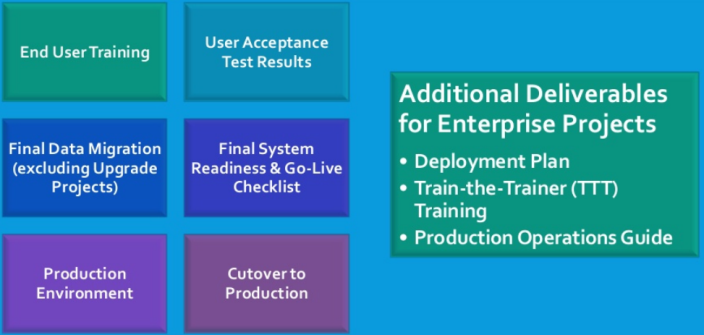 End User Training
User Acceptance
Test Results
Final Data Migration
(excluding Upgrade
Projects)
Final System
Readiness & Go-Live
Checklist
Production
Environment
Cutover to
Production
Additional Deliverables
for Enterprise Projects
• Deployment Plan
• Train-the-Trainer (TTT)
Training
• Production Operations Guide